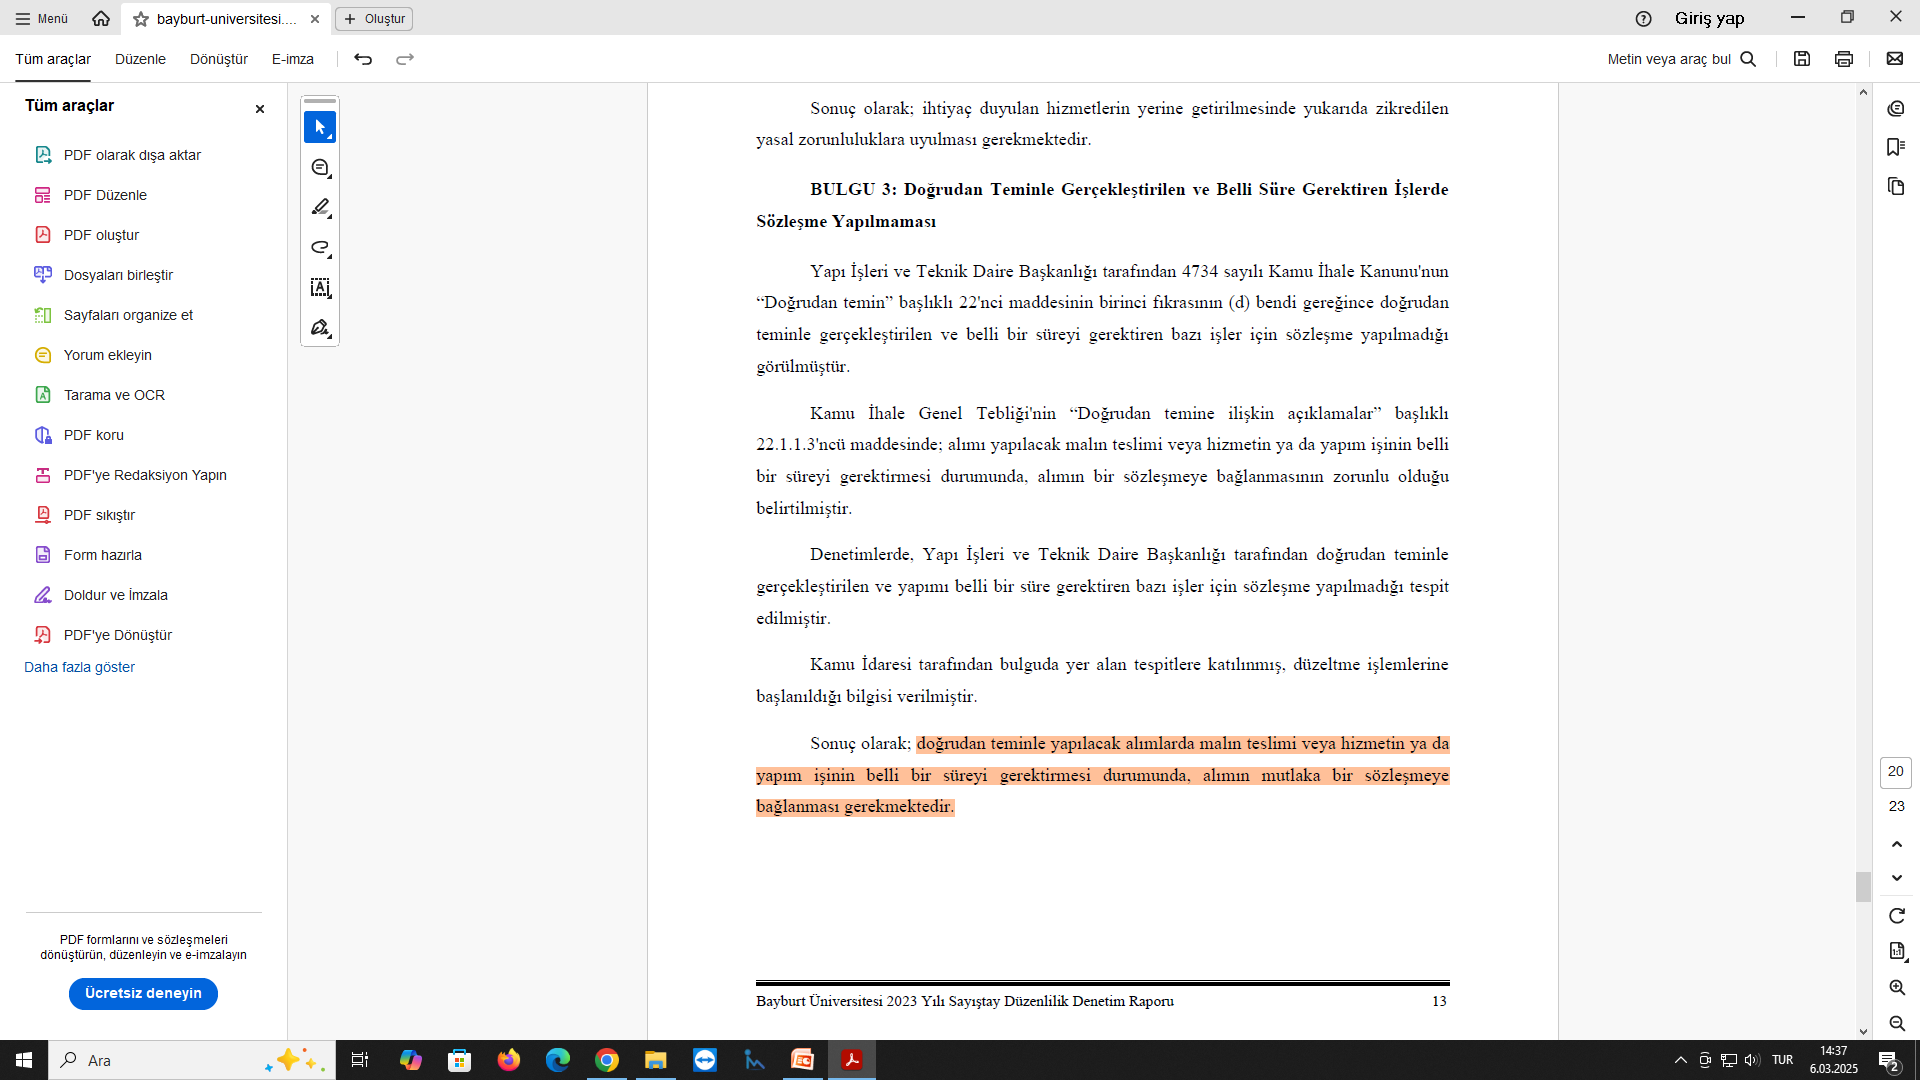 Menü
bayburt-universitesi....
Oluştur
Giriş yap
Tüm araçlar
Düzenle
Dönüştür
E-imza
Metin veya araç bul
Tüm araçlar
PDF olarak dışa aktar
PDF Düzenle
PDF oluştur
Dosyaları birleştir
Sayfaları organize et
Yorum ekleyin
Tarama ve OCR
PDF koru
PDF'ye Redaksiyon Yapın
PDF sıkıştır
Form hazırla
Doldur ve İmzala
PDF'ye Dönüştür
Daha fazla göster
PDF formlarını ve sözleşmeleri
dönüştürün, düzenleyin ve e-imzalayın
Ücretsiz deneyin
Sonuç olarak; ihtiyaç duyulan hizmetlerin yerine getirilmesinde yukarıda zikredilen
yasal zorunluluklara uyulması gerekmektedir.
BULGU 3: Doğrudan Teminle Gerçekleştirilen ve Belli Süre Gerektiren İşlerde
Sözleşme Yapılmaması
Yapı İşleri ve Teknik Daire Başkanlığı tarafından 4734 sayılı Kamu İhale Kanunu'nun
“Doğrudan temin” başlıklı 22'nci maddesinin birinci fıkrasının (d) bendi gereğince doğrudan
teminle gerçekleştirilen ve belli bir süreyi gerektiren bazı işler için sözleşme yapılmadığı
görülmüştür.
Kamu İhale Genel Tebliği'nin “Doğrudan temine ilişkin açıklamalar” başlıklı
22.1.1.3'ncü maddesinde; alımı yapılacak malın teslimi veya hizmetin ya da yapım işinin belli
bir süreyi gerektirmesi durumunda, alımın bir sözleşmeye bağlanmasının zorunlu olduğu
belirtilmiştir.
Denetimlerde, Yapı İşleri ve Teknik Daire Başkanlığı tarafından doğrudan teminle
gerçekleştirilen ve yapımı belli bir süre gerektiren bazı işler için sözleşme yapılmadığı tespit
edilmiştir.
Kamu İdaresi tarafından bulguda yer alan tespitlere katılınmış, düzeltme işlemlerine
başlanıldığı bilgisi verilmiştir.
Sonuç olarak; doğrudan teminle yapılacak alımlarda malın teslimi veya hizmetin ya da
yapım işinin belli bir süreyi gerektirmesi durumunda, alımın mutlaka bir sözleşmeye
bağlanması gerekmektedir.
Bayburt Üniversitesi 2023 Yılı Sayıştay Düzenlilik Denetim Raporu 13
20
23
Ara
TUR
14:37
6.03.2025
2